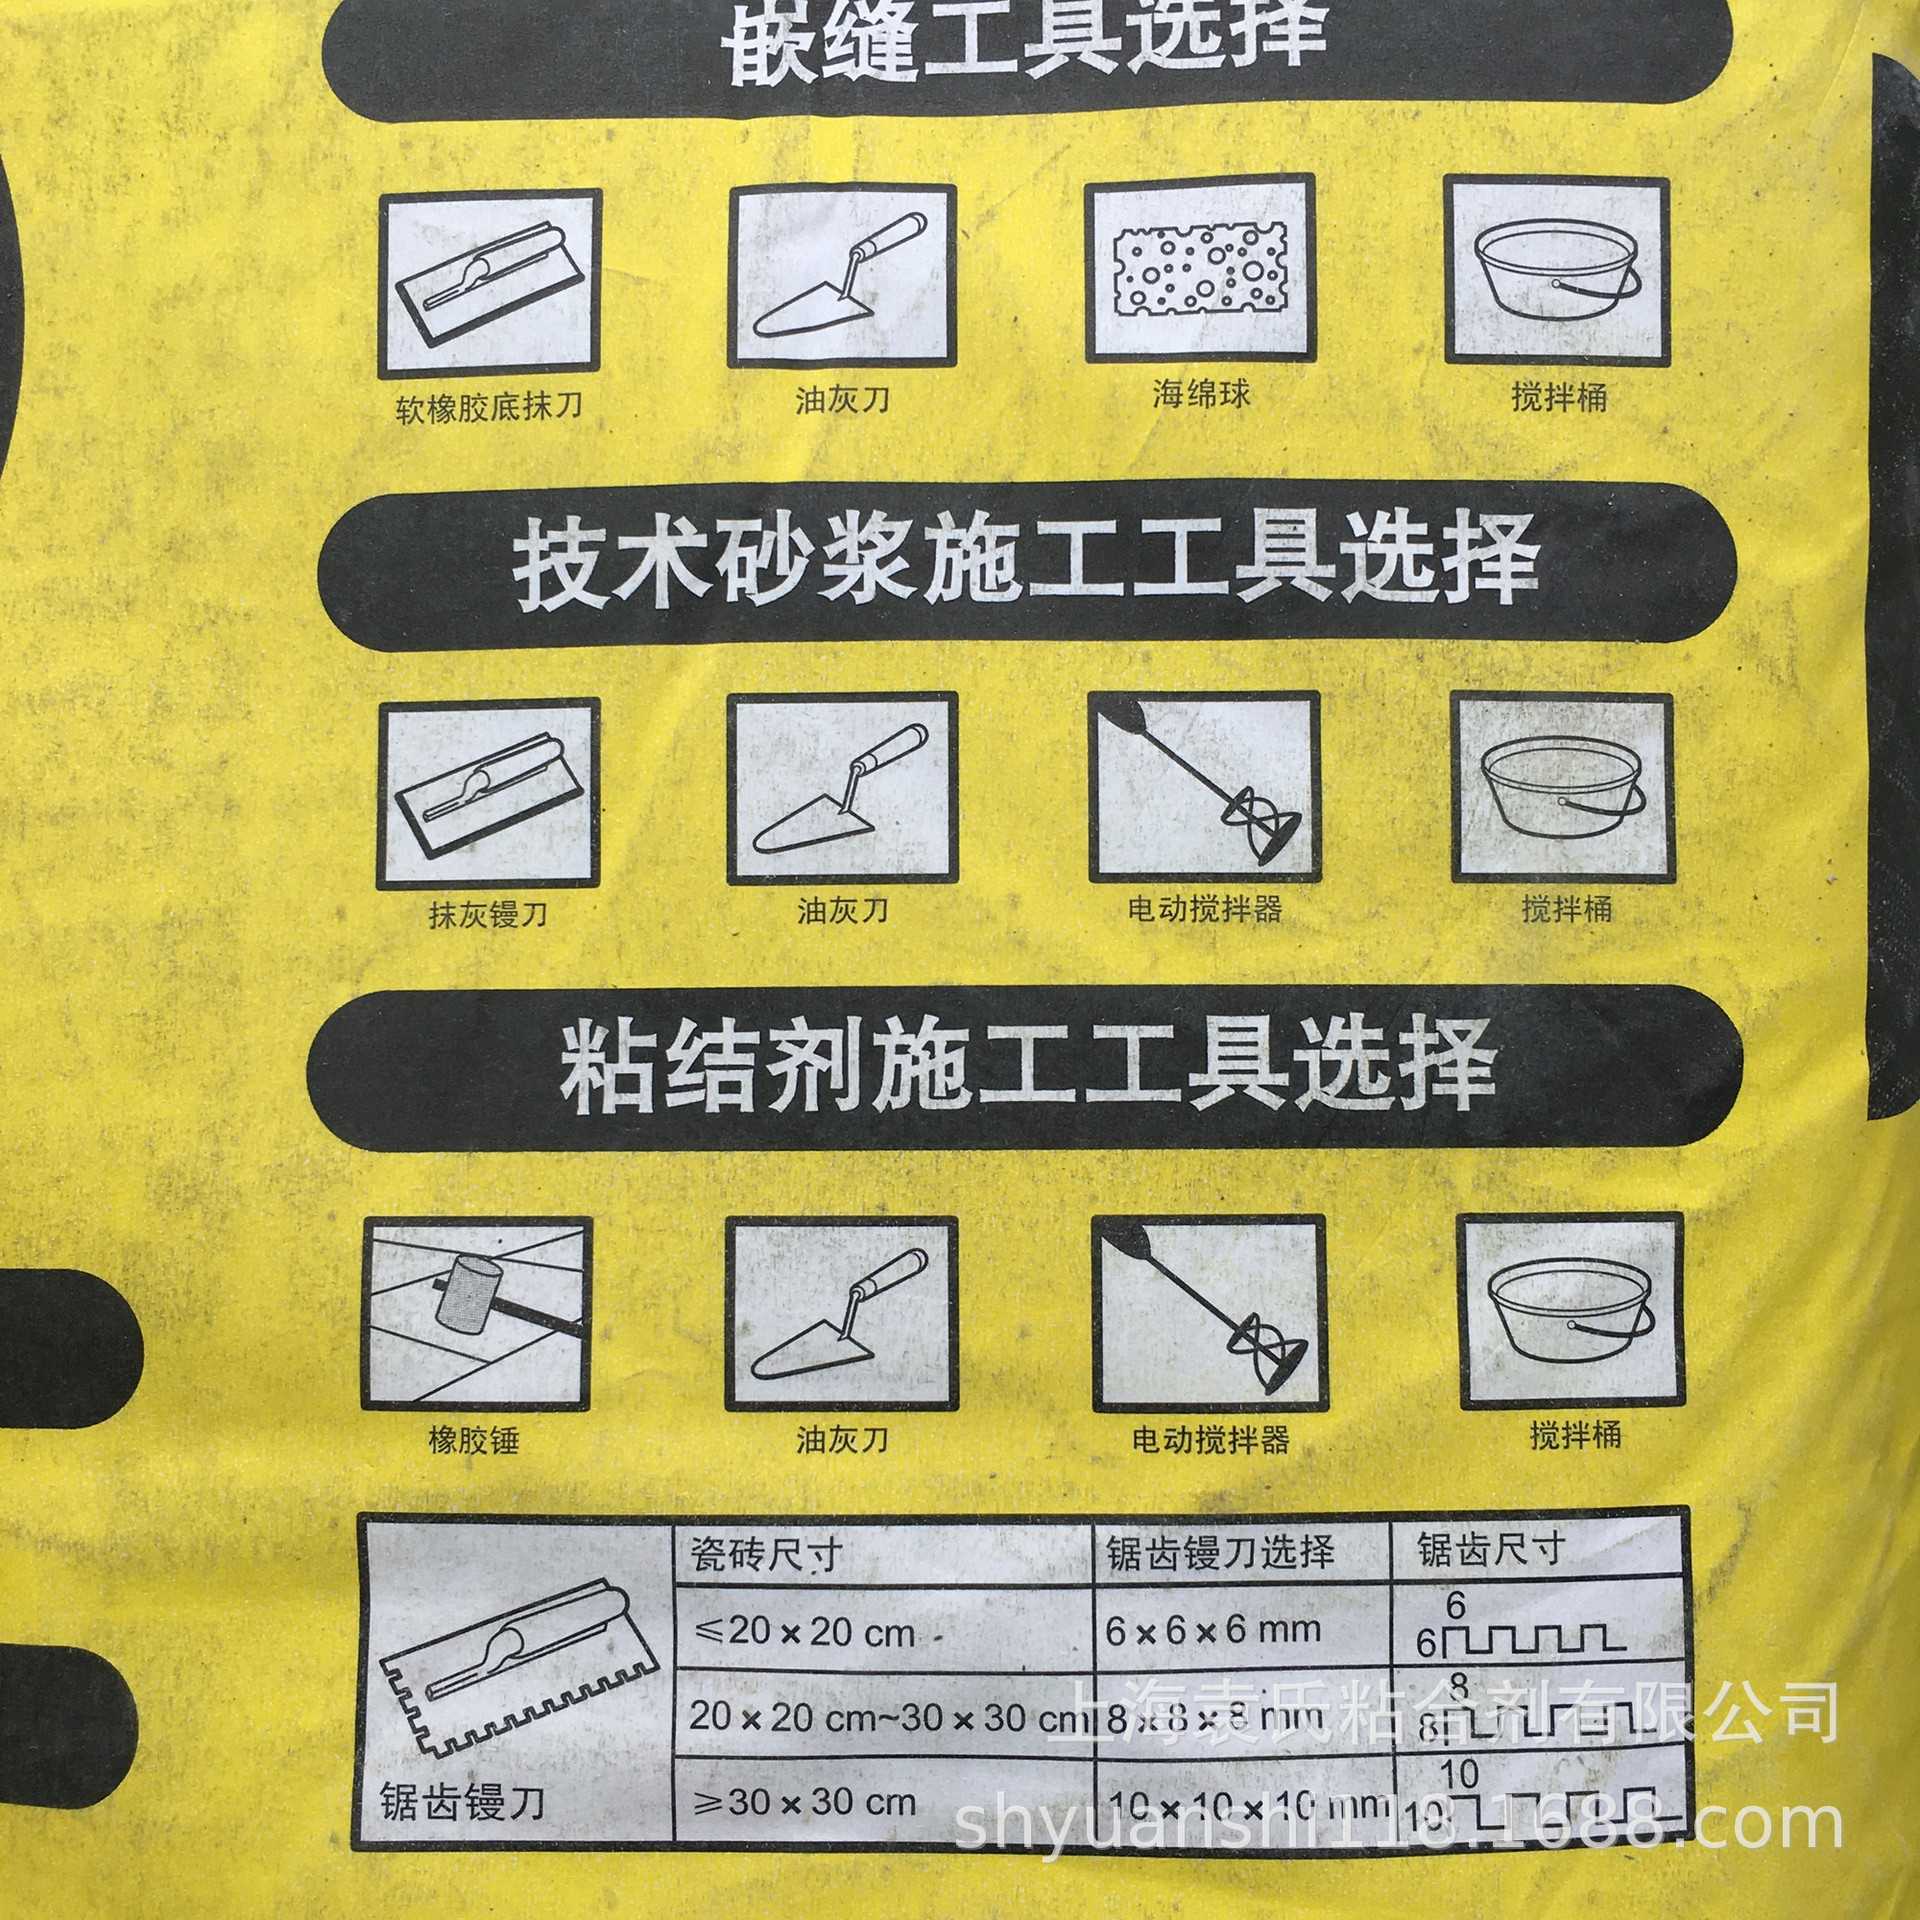 嵌缝工具选择
软橡胶底抹刀 油灰刀 海绵球 搅拌桶
技术砂浆施工工具选择
抹灰镘刀 油灰刀 电动搅拌器 搅拌桶
粘结剂施工工具选择
橡胶锤 油灰刀 电动搅拌器 搅拌桶
瓷砖尺寸 锯齿镘刀选择 锯齿尺寸
≤20×20 cm 6×6×6 mm 6 6
20×20 cm~30×30 cm 8×8×8 mm 8 8
≥30×30 cm 10×10×10 mm 10 10
锯齿镘刀
上海袁氏粘合剂有限公司
shyuanshi118.1688.com